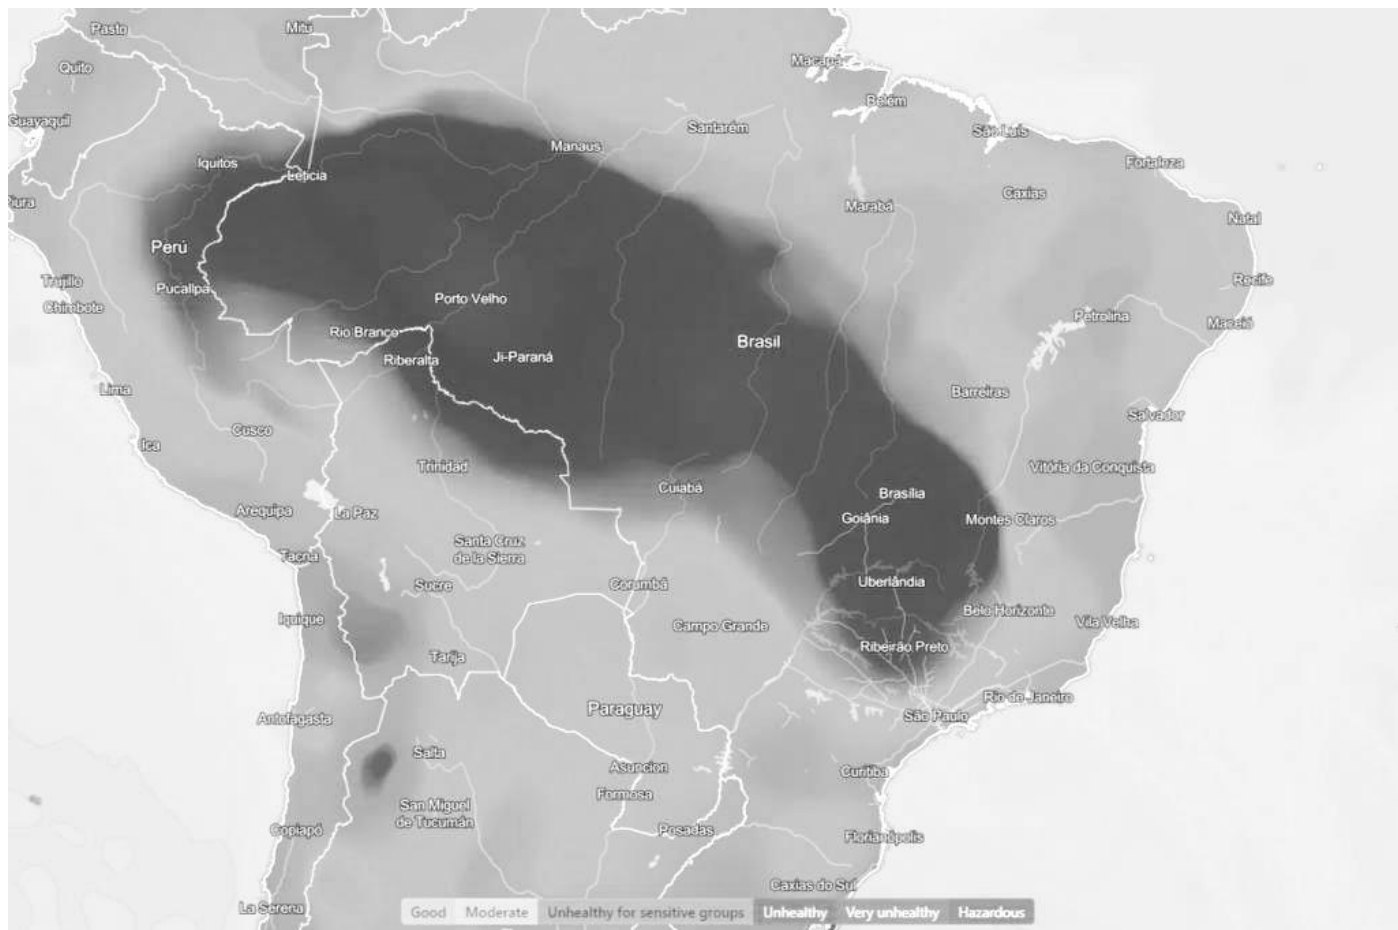 Pasto
Mitú
Quito
Macapá
Belém
Guayaquil
Santarém
São Luís
Manaus
Iquitos
Fortaleza
Leticia
Caxias
Marabá
Piura
Natal
Perú
Trujillo
Pucallpa
Recife
Chimbote
Porto Velho
Petrolina
Maceió
Rio Branco
Brasil
Riberalta
Ji-Paraná
Lima
Barreiras
Salvador
Cusco
Ica
Trinidad
Vitória da Conquista
Cuiabá
Brasília
Arequipa
La Paz
Goiânia
Montes Claros
Santa Cruz
de la Sierra
Tacna
Sucre
Corumbá
Uberlândia
Belo Horizonte
Iquique
Campo Grande
Vila Velha
Ribeirão Preto
Tarija
Rio de Janeiro
Paraguay
Antofagasta
São Paulo
Salta
Asuncion
Curitiba
Formosa
San Miguel
de Tucumán
Copiapó
Posadas
Florianópolis
Caxias do Sul
La Serena
Good Moderate Unhealthy for sensitive groups Unhealthy Very unhealthy Hazardous